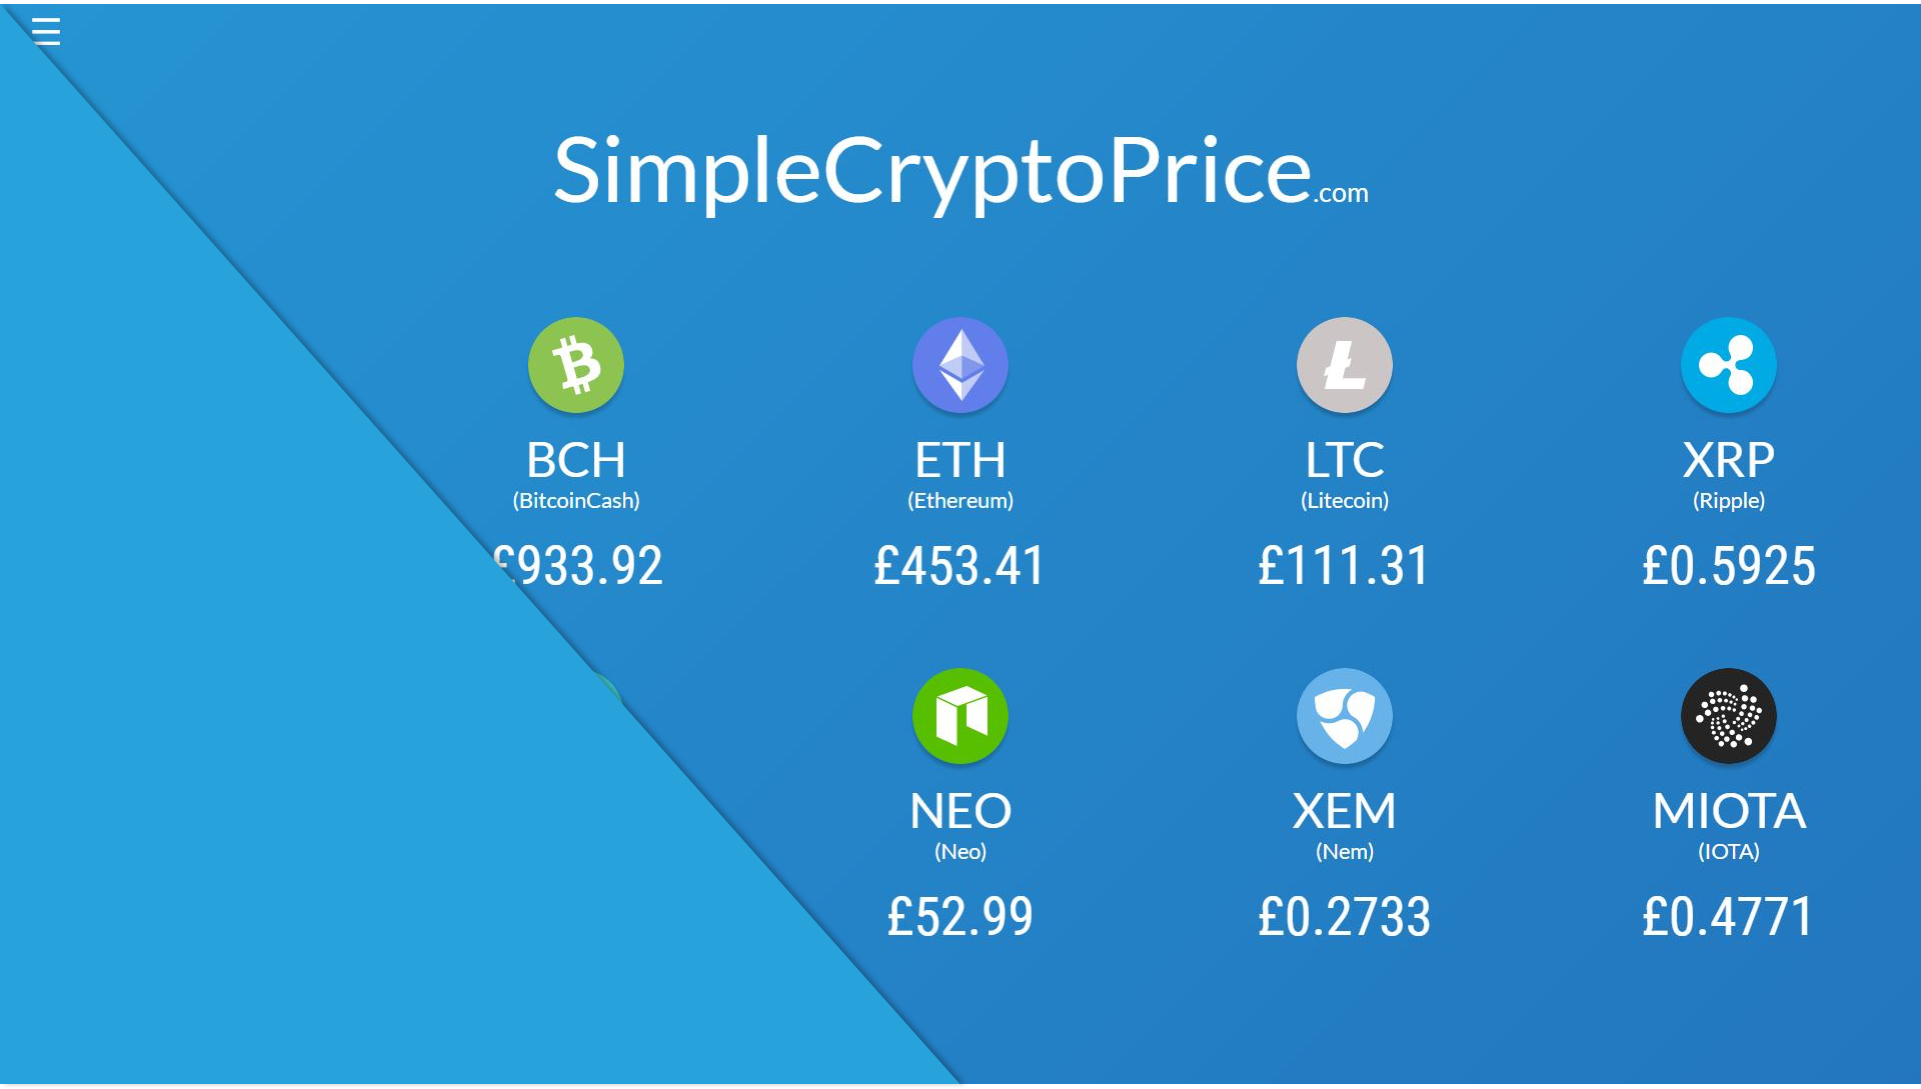 SimpleCryptoPrice.com
BCH ETH LTC XRP
(BitcoinCash) (Ethereum) (Litecoin) (Ripple)
£933.92 £453.41 £111.31 £0.5925
NEO XEM MIOTA
(Neo) (Nem) (IOTA)
£52.99 £0.2733 £0.4771